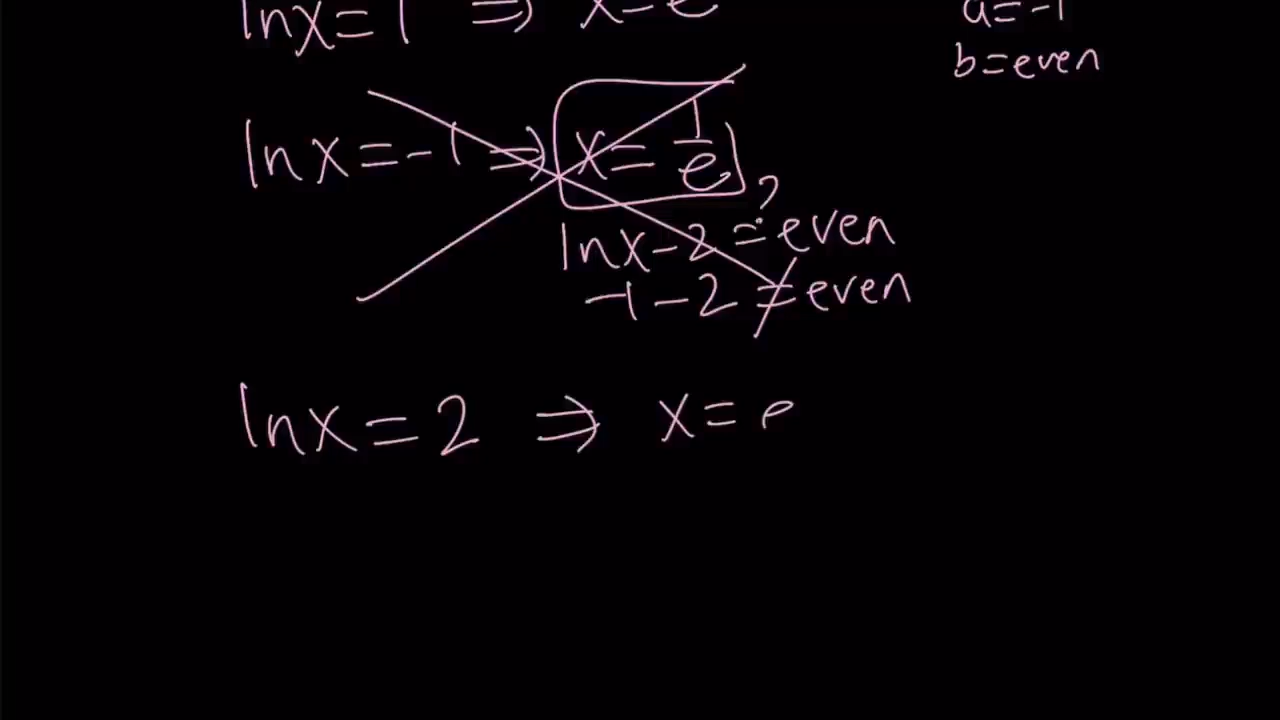 lnx=1 ⇒ x=e
a=-1
b=even
lnx=-1 ⇒ x=1/e
?
lnx-2=even
-1-2≠even
lnx=2 ⇒ x=e